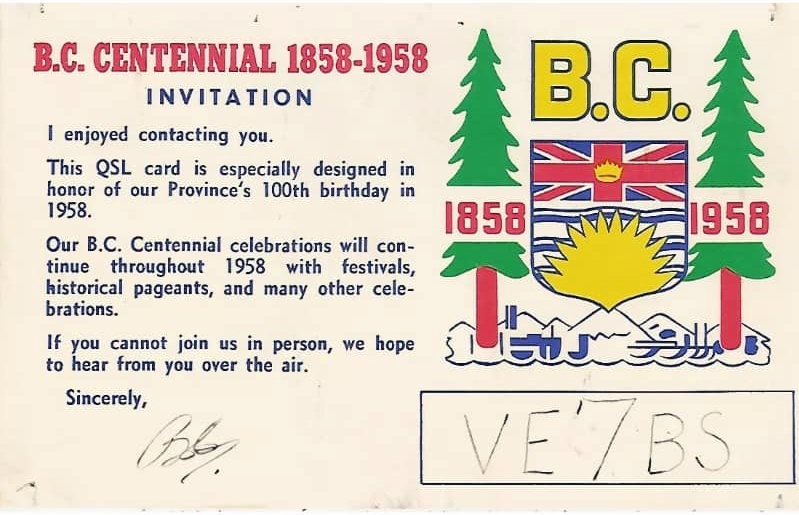 B.C. CENTENNIAL 1858-1958
INVITATION
I enjoyed contacting you.
This QSL card is especially designed in
honor of our Province's 100th birthday in
1958.
Our B.C. Centennial celebrations will con-
tinue throughout 1958 with festivals,
historical pageants, and many other cele-
brations.
If you cannot join us in person, we hope
to hear from you over the air.
Sincerely,
Bob
B.C.
1858 1958
VE7BS